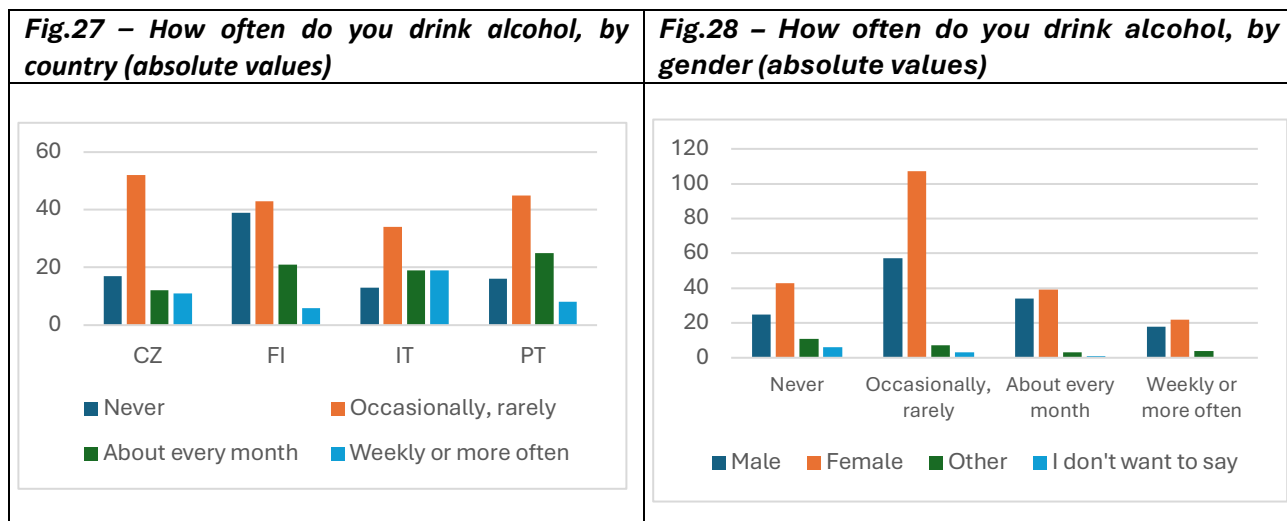 Fig.27 – How often do you drink alcohol, by
country (absolute values)
Fig.28 – How often do you drink alcohol, by
gender (absolute values)
60
40
20
0
CZ FI IT PT
Never Occasionally, rarely
About every month Weekly or more often
120
100
80
60
40
20
0
Never Occasionally, About every Weekly or
rarely month more often
Male Female Other I don't want to say